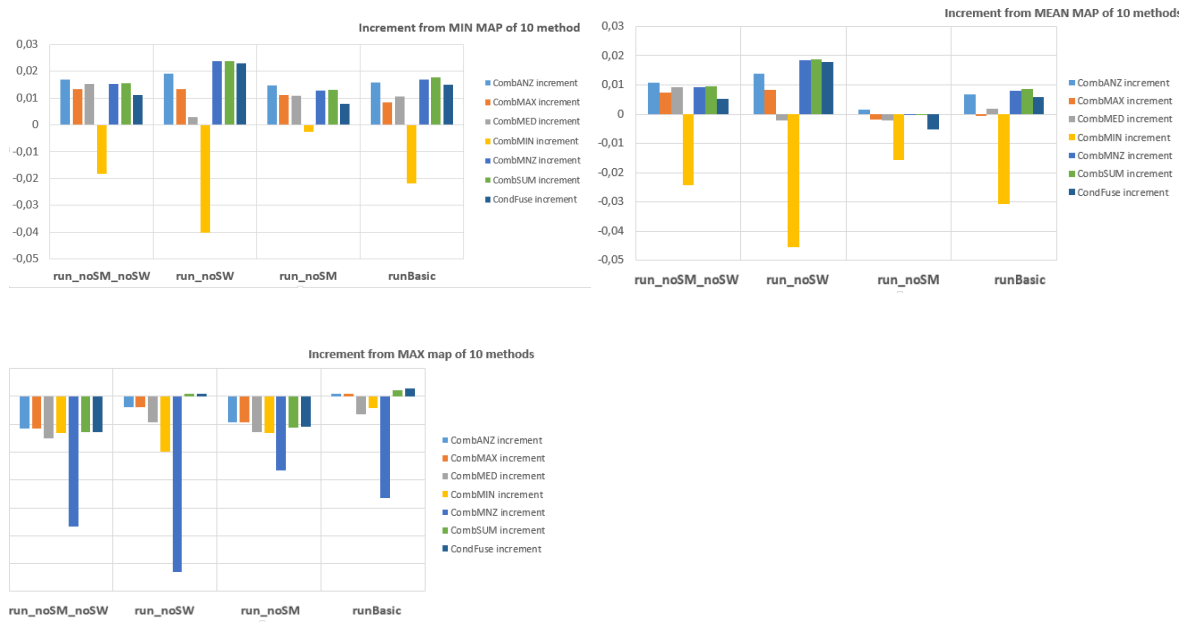 Increment from MIN MAP of 10 method
0,03
0,02
0,01
0
-0,01
-0,02
-0,03
-0,04
-0,05
run_noSM_noSW
run_noSW
run_noSM
runBasic
CombANZ increment
CombMAX increment
CombMED increment
CombMIN increment
CombMNZ increment
CombSUM increment
CondFuse increment
Increment from MEAN MAP of 10 methods
0,03
0,02
0,01
0
-0,01
-0,02
-0,03
-0,04
-0,05
run_noSM_noSW
run_noSW
run_noSM
runBasic
CombANZ increment
CombMAX increment
CombMED increment
CombMIN increment
CombMNZ increment
CombSUM increment
CondFuse increment
Increment from MAX map of 10 methods
run_noSM_noSW
run_noSW
run_noSM
runBasic
CombANZ increment
CombMAX increment
CombMED increment
CombMIN increment
CombMNZ increment
CombSUM increment
CondFuse increment